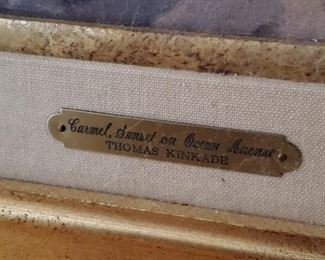 Carmel, Sunset on Ocean Avenue
THOMAS KINKADE